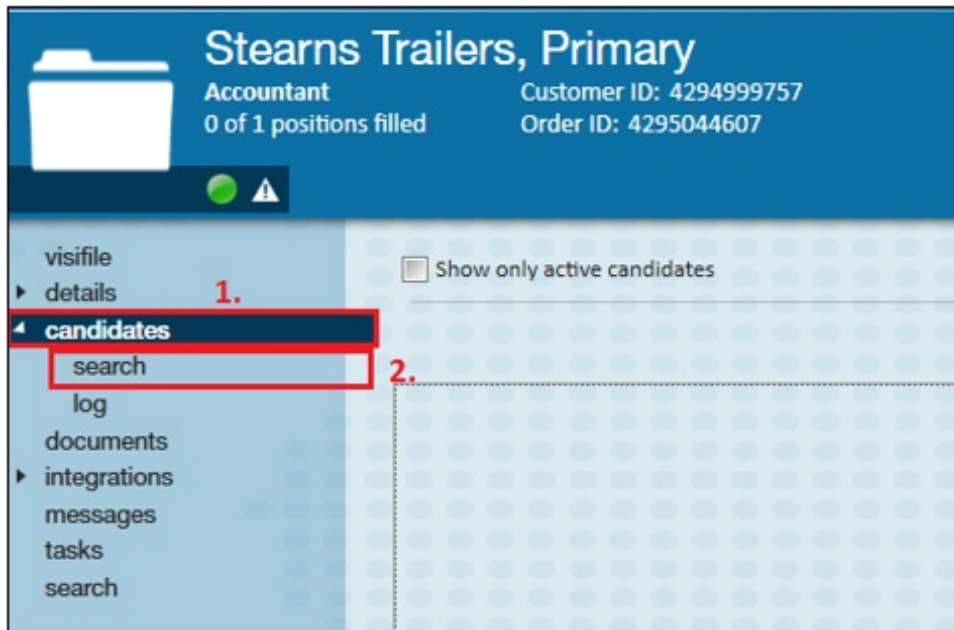 Stearns Trailers, Primary
Accountant Customer ID: 4294999757
0 of 1 positions filled Order ID: 4295044607
visifile
Show only active candidates
details 1.
candidates
search 2.
log
documents
integrations
messages
tasks
search